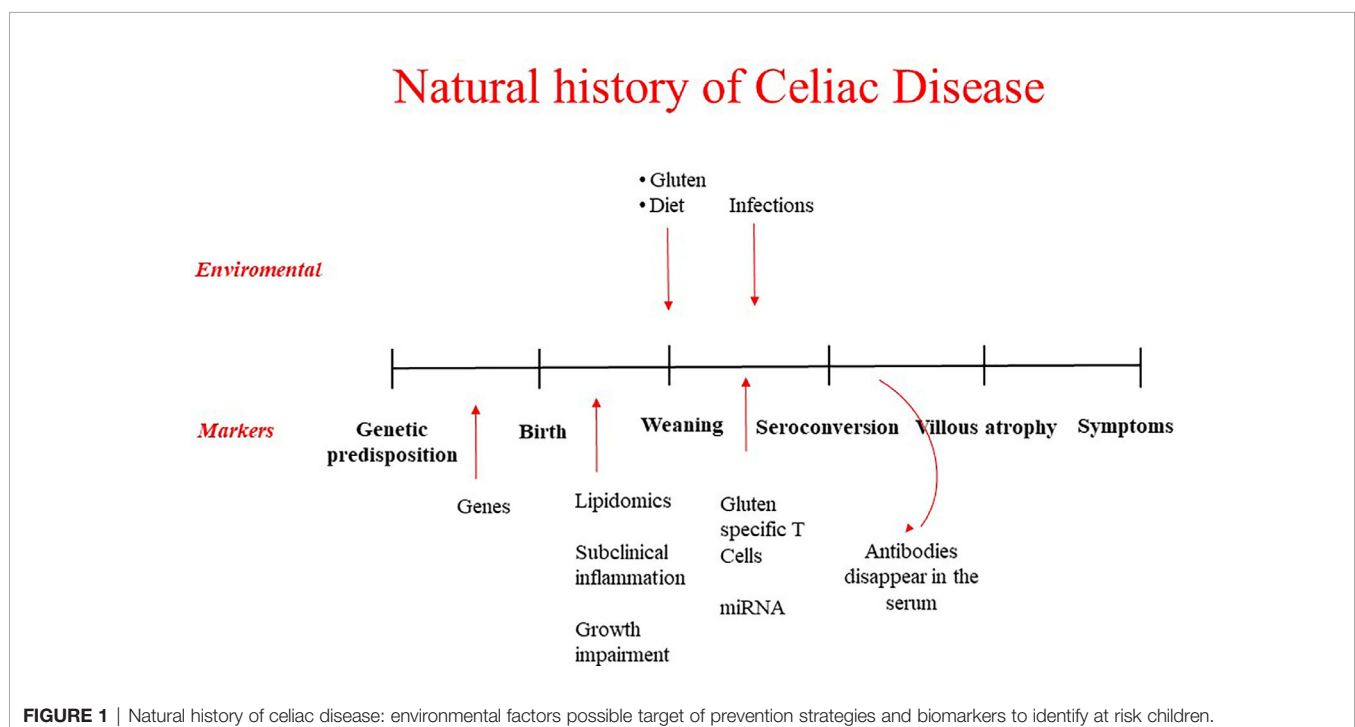 Natural history of Celiac Disease
• Gluten
• Diet
Infections
Enviromental
Markers
Genetic
predisposition
Birth
Weaning
Seroconversion
Villous atrophy
Symptoms
Genes
Lipidomics
Subclinical
inflammation
Growth
impairment
Gluten
specific T
Cells
miRNA
Antibodies
disappear in the
serum
FIGURE 1 | Natural history of celiac disease: environmental factors possible target of prevention strategies and biomarkers to identify at risk children.